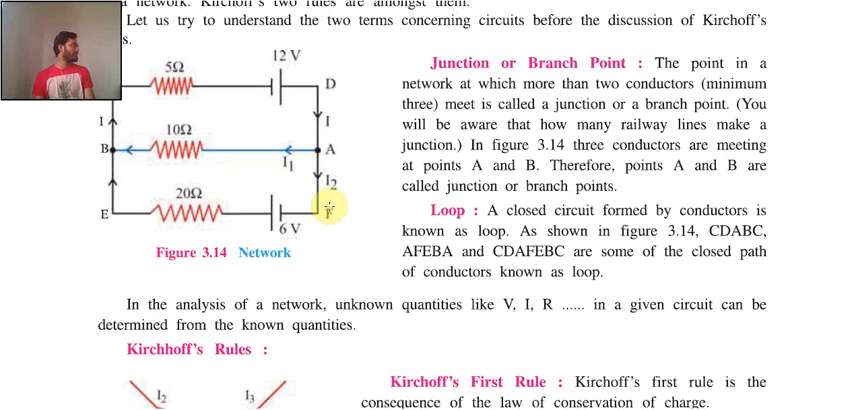 a network. Kirchoff's two rules are amongst them.
Let us try to understand the two terms concerning circuits before the discussion of Kirchoff's
s.
12 V
5Ω
D
I
I
10Ω
B
A
I1
I2
20Ω
E
F
6 V
Figure 3.14 Network
Junction or Branch Point : The point in a
network at which more than two conductors (minimum
three) meet is called a junction or a branch point. (You
will be aware that how many railway lines make a
junction.) In figure 3.14 three conductors are meeting
at points A and B. Therefore, points A and B are
called junction or branch points.
Loop : A closed circuit formed by conductors is
known as loop. As shown in figure 3.14, CDABC,
AFEBA and CDAFEBC are some of the closed path
of conductors known as loop.
In the analysis of a network, unknown quantities like V, I, R ...... in a given circuit can be
determined from the known quantities.
Kirchhoff's Rules :
I2
I3
Kirchoff's First Rule : Kirchoff's first rule is the
consequence of the law of conservation of charge.